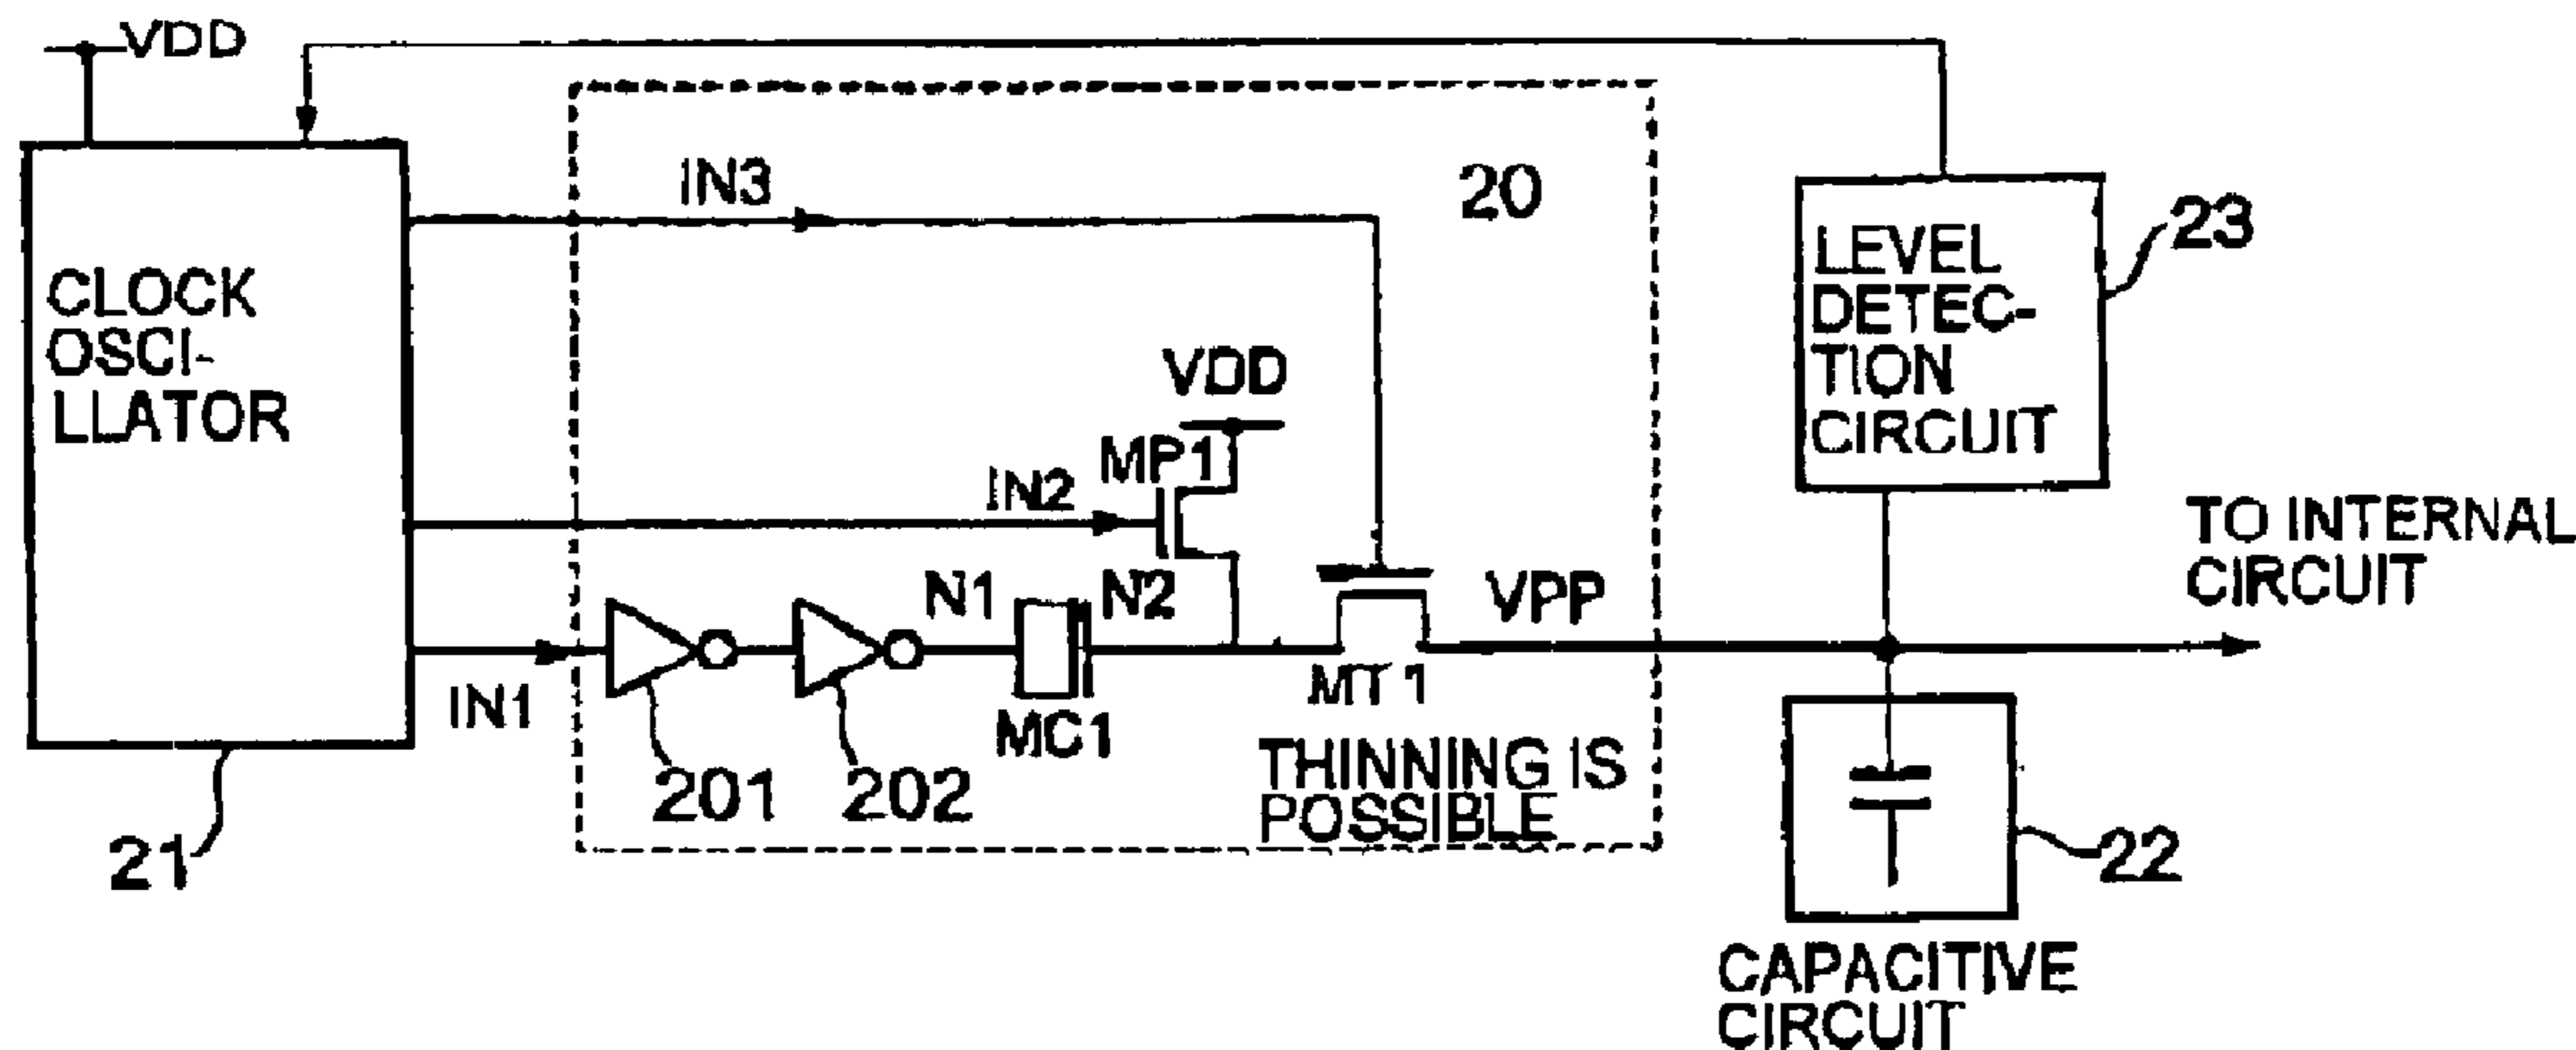 VDD
CLOCK
OSCI-
LLATOR
21
IN3
20
VDD
MP1
IN2
N1
N2
IN1
201
202
MC1
MT1
VPP
THINNING IS
POSSIBLE
LEVEL
DETEC-
TION
CIRCUIT
23
TO INTERNAL
CIRCUIT
22
CAPACITIVE
CIRCUIT